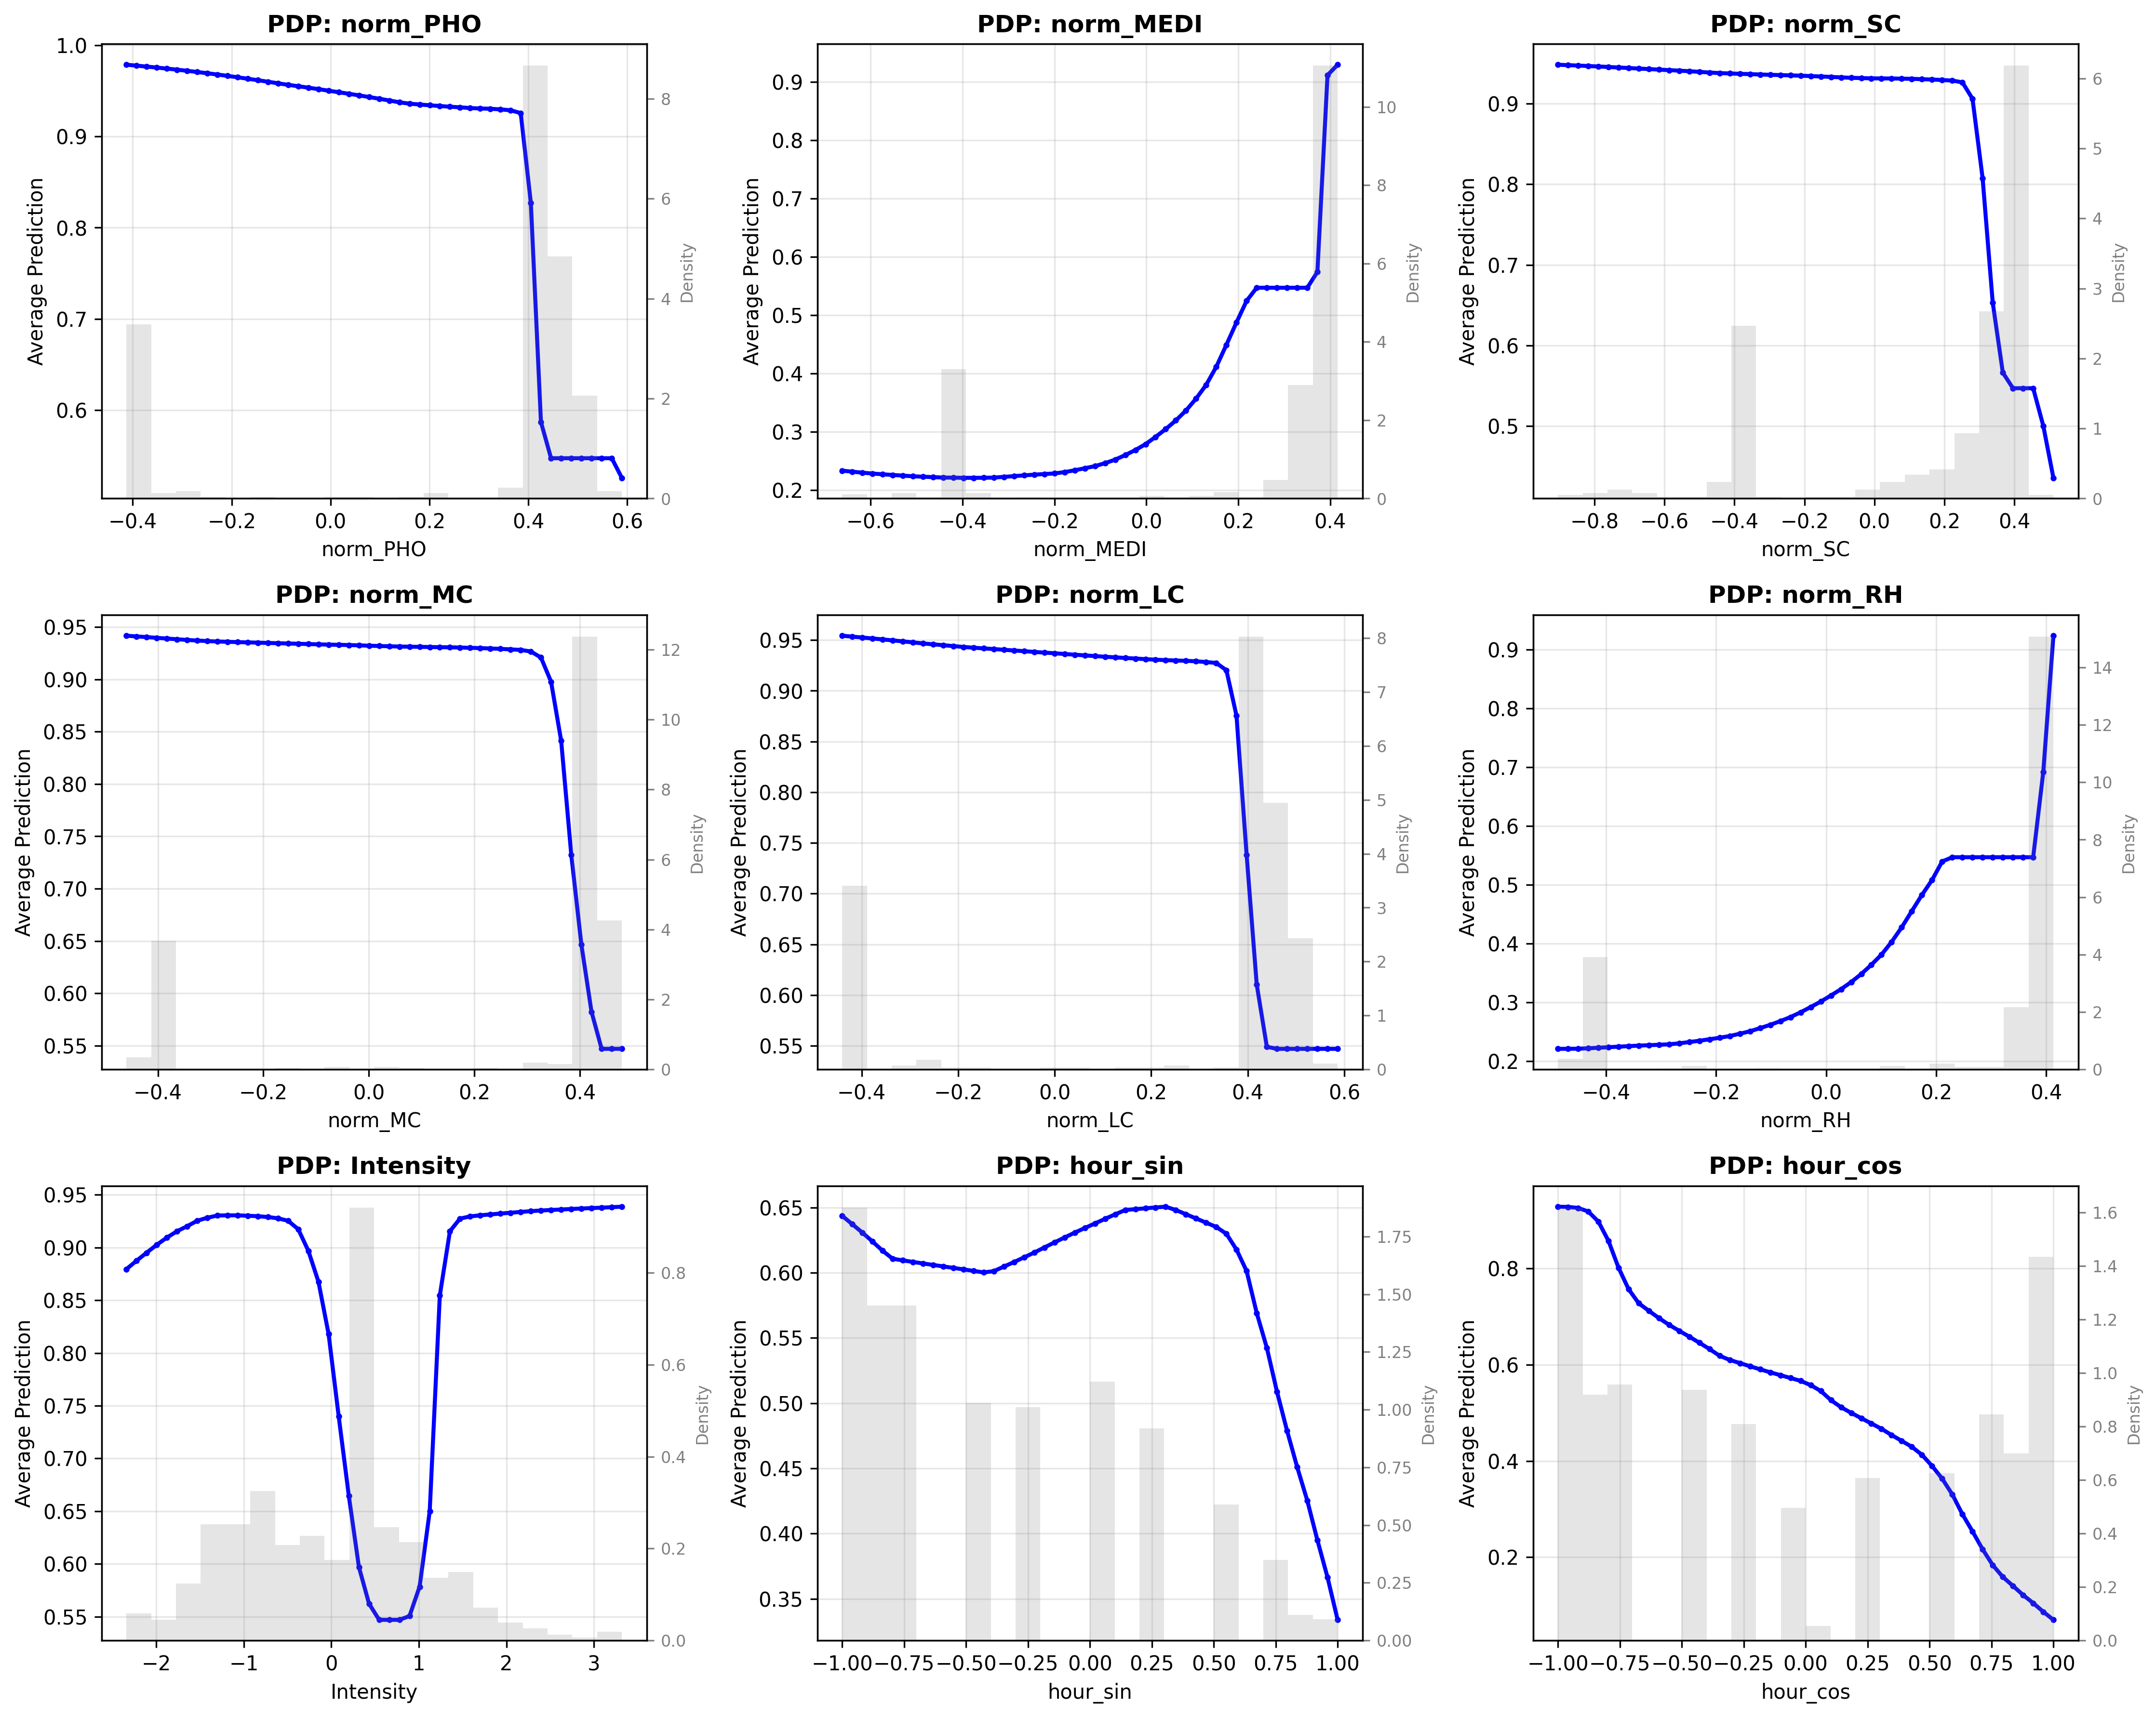 PDP: norm_PHO
1.0
0.9
0.8
0.7
0.6
Average Prediction
8
6
4
2
0
Density
−0.4 −0.2 0.0 0.2 0.4 0.6
norm_PHO
PDP: norm_MEDI
0.9
0.8
0.7
0.6
0.5
0.4
0.3
0.2
Average Prediction
10
8
6
4
2
0
Density
−0.6 −0.4 −0.2 0.0 0.2 0.4
norm_MEDI
PDP: norm_SC
0.9
0.8
0.7
0.6
0.5
Average Prediction
6
5
4
3
2
1
0
Density
−0.8 −0.6 −0.4 −0.2 0.0 0.2 0.4
norm_SC
PDP: norm_MC
0.95
0.90
0.85
0.80
0.75
0.70
0.65
0.60
0.55
Average Prediction
12
10
8
6
4
2
0
Density
−0.4 −0.2 0.0 0.2 0.4
norm_MC
PDP: norm_LC
0.95
0.90
0.85
0.80
0.75
0.70
0.65
0.60
0.55
Average Prediction
8
7
6
5
4
3
2
1
0
Density
−0.4 −0.2 0.0 0.2 0.4 0.6
norm_LC
PDP: norm_RH
0.9
0.8
0.7
0.6
0.5
0.4
0.3
0.2
Average Prediction
14
12
10
8
6
4
2
0
Density
−0.4 −0.2 0.0 0.2 0.4
norm_RH
PDP: Intensity
0.95
0.90
0.85
0.80
0.75
0.70
0.65
0.60
0.55
Average Prediction
0.8
0.6
0.4
0.2
0.0
Density
−2 −1 0 1 2 3
Intensity
PDP: hour_sin
0.65
0.60
0.55
0.50
0.45
0.40
0.35
Average Prediction
1.75
1.50
1.25
1.00
0.75
0.50
0.25
0.00
Density
−1.00 −0.75 −0.50 −0.25 0.00 0.25 0.50 0.75 1.00
hour_sin
PDP: hour_cos
0.8
0.6
0.4
0.2
Average Prediction
1.6
1.4
1.2
1.0
0.8
0.6
0.4
0.2
0.0
Density
−1.00 −0.75 −0.50 −0.25 0.00 0.25 0.50 0.75 1.00
hour_cos